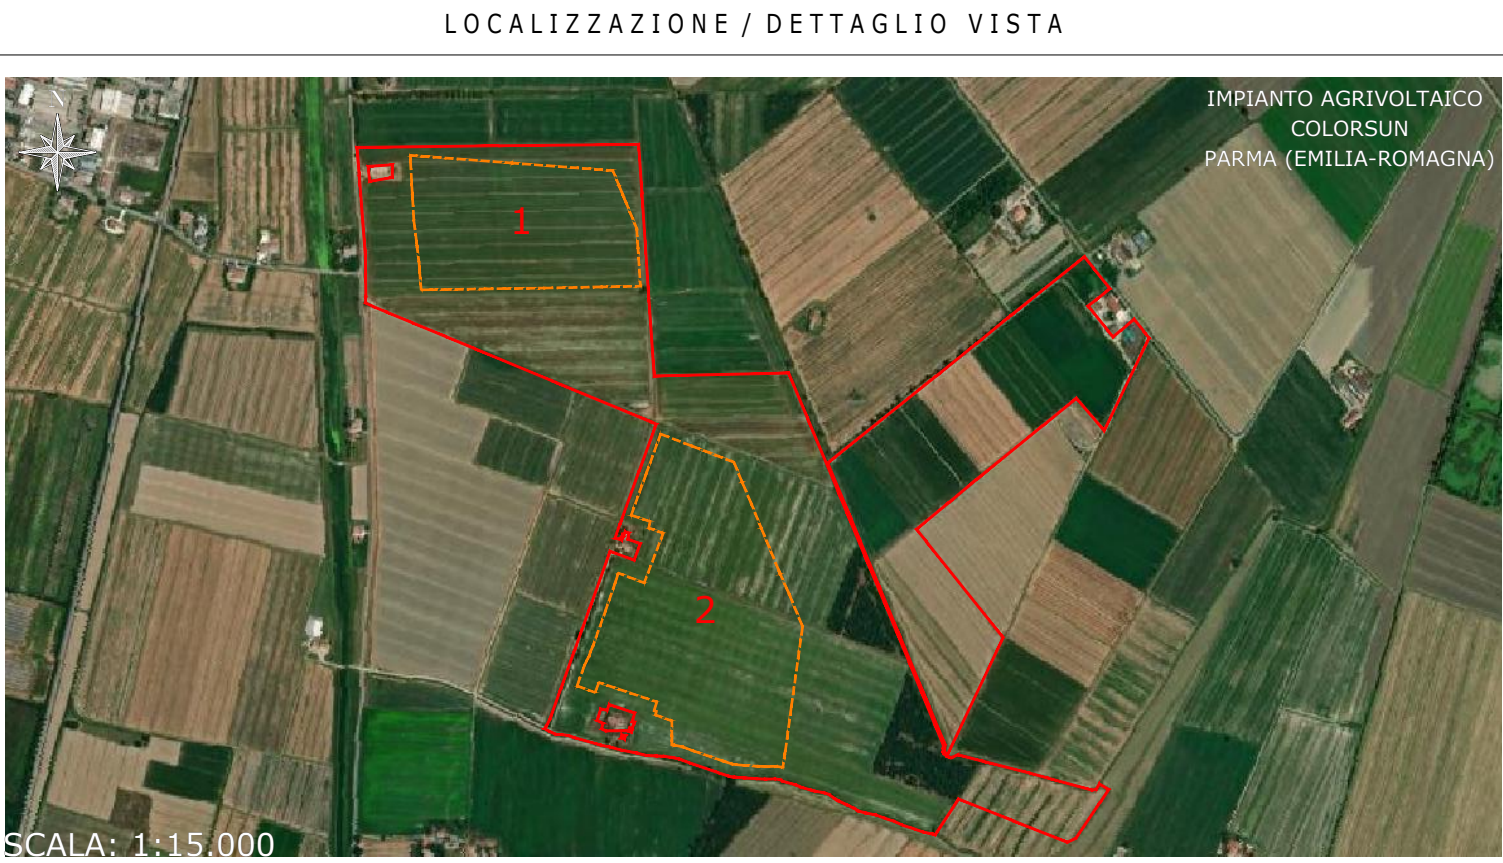 LOCALIZZAZIONE / DETTAGLIO VISTA
IMPIANTO AGRIVOLTAICO
COLORSUN
PARMA (EMILIA-ROMAGNA)
1
2
SCALA: 1:15.000